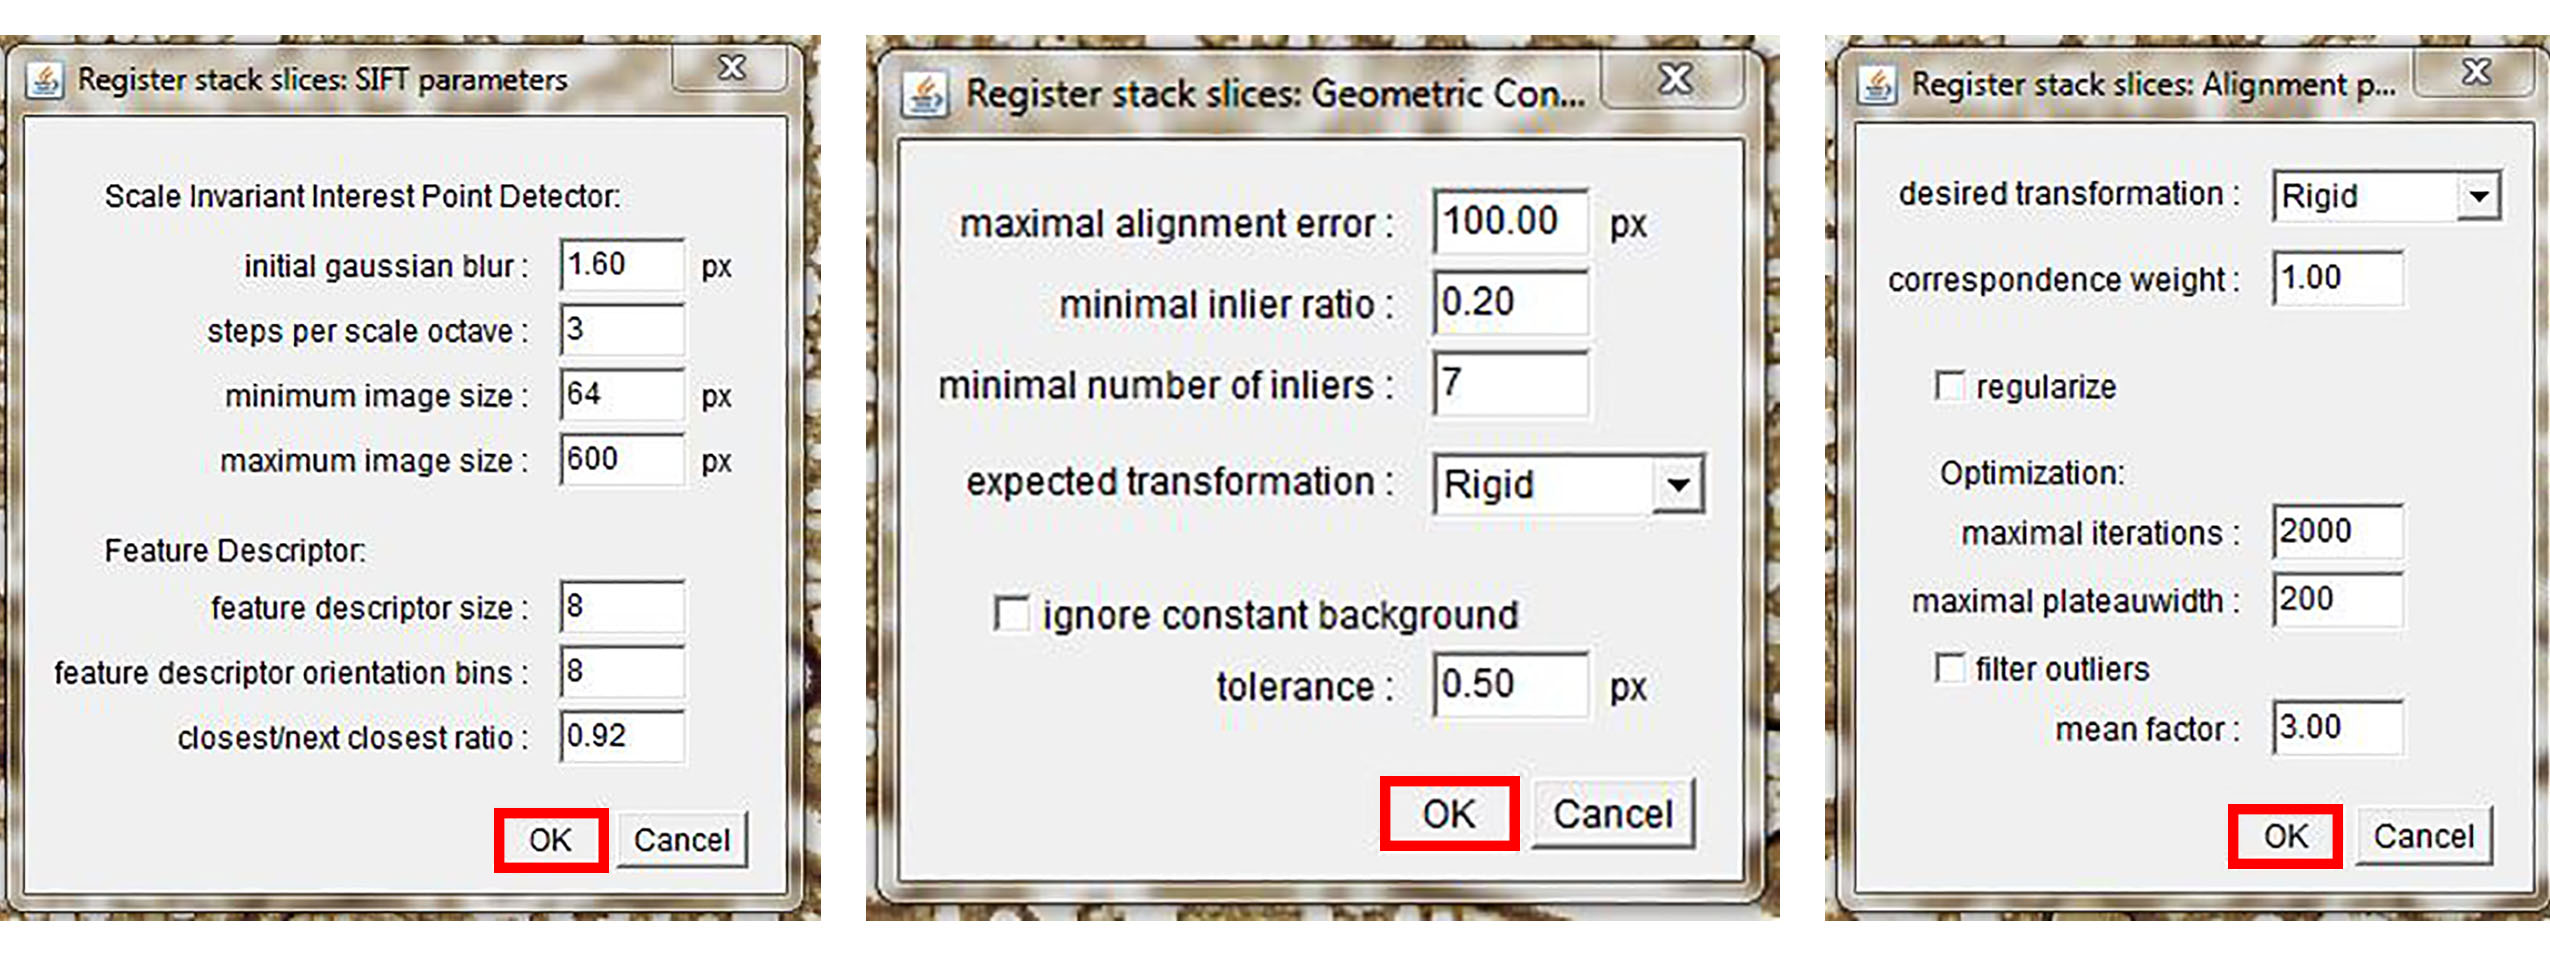 Register stack slices: SIFT parameters
Scale Invariant Interest Point Detector:
initial gaussian blur : 1.60 px
steps per scale octave : 3
minimum image size : 64 px
maximum image size : 600 px
Feature Descriptor:
feature descriptor size : 8
feature descriptor orientation bins : 8
closest/next closest ratio : 0.92
OK Cancel
Register stack slices: Geometric Con...
maximal alignment error : 100.00 px
minimal inlier ratio : 0.20
minimal number of inliers : 7
expected transformation : Rigid
ignore constant background
tolerance : 0.50 px
OK Cancel
Register stack slices: Alignment p...
desired transformation : Rigid
correspondence weight : 1.00
regularize
Optimization:
maximal iterations : 2000
maximal plateauwidth : 200
filter outliers
mean factor : 3.00
OK Cancel